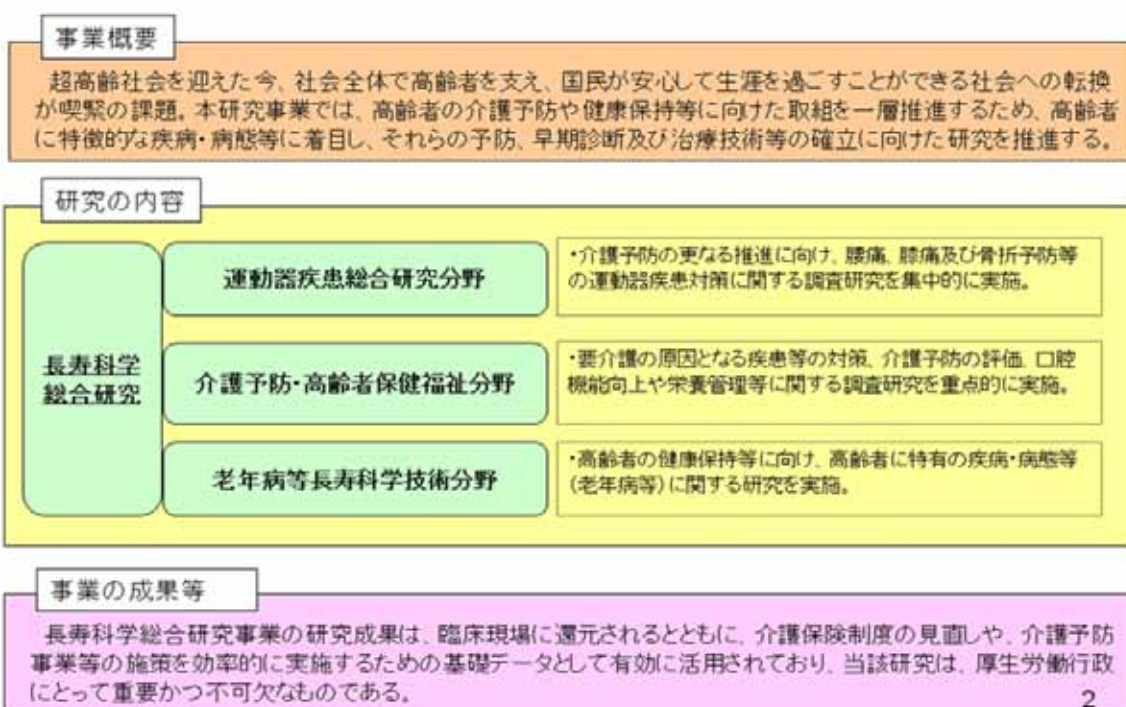 事業概要
超高齢社会を迎えた今、社会全体で高齢者を支え、国民が安心して生涯を過ごすことができる社会への転換
が喫緊の課題。本研究事業では、高齢者の介護予防や健康保持等に向けた取組を一層推進するため、高齢者
に特徴的な疾病・病態等に着目し、それらの予防、早期診断及び治療技術等の確立に向けた研究を推進する。
研究の内容
長寿科学
総合研究
運動器疾患総合研究分野
・介護予防の更なる推進に向け、腰痛、膝痛及び骨折予防等
の運動器疾患対策に関する調査研究を集中的に実施。
介護予防・高齢者保健福祉分野
・要介護の原因となる疾患等の対策、介護予防の評価、口腔
機能向上や栄養管理等に関する調査研究を重点的に実施。
老年病等長寿科学技術分野
・高齢者の健康保持等に向け、高齢者に特有の疾病・病態等
(老年病等)に関する研究を実施。
事業の成果等
長寿科学総合研究事業の研究成果は、臨床現場に還元されるとともに、介護保険制度の見直しや、介護予防
事業等の施策を効率的に実施するための基礎データとして有効に活用されており、当該研究は、厚生労働行政
にとって重要かつ不可欠なものである。
2